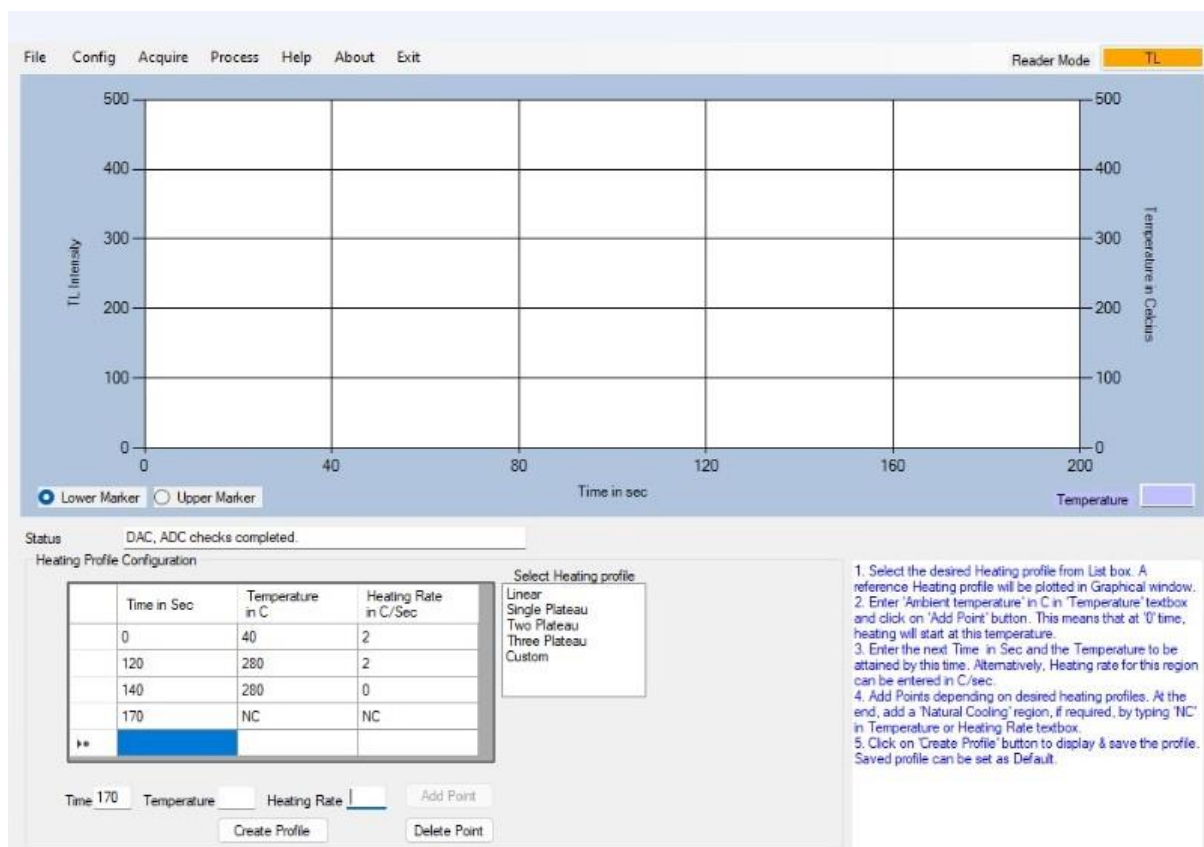 File Config Acquire Process Help About Exit Reader Mode TL
500 500
400 400
300 300
200 200
100 100
0 0
TL Intensity
Temperature in Celcius
0 40 80 120 160 200
Time in sec
Lower Marker Upper Marker
Temperature
Status DAC, ADC checks completed.
Heating Profile Configuration
Time in Sec Temperature in C Heating Rate in C/Sec
0 40 2
120 280 2
140 280 0
170 NC NC
Time 170 Temperature Heating Rate Add Point
Create Profile Delete Point
Select Heating profile
Linear
Single Plateau
Two Plateau
Three Plateau
Custom
1. Select the desired Heating profile from List box. A
reference Heating profile will be plotted in Graphical window.
2. Enter 'Ambient temperature' in C in 'Temperature' textbox
and click on 'Add Point' button. This means that at '0' time,
heating will start at this temperature.
3. Enter the next Time in Sec and the Temperature to be
attained by this time. Alternatively, Heating rate for this region
can be entered in C/sec.
4. Add Points depending on desired heating profiles. At the
end, add a 'Natural Cooling' region, if required, by typing 'NC'
in Temperature or Heating Rate textbox.
5. Click on 'Create Profile' button to display & save the profile.
Saved profile can be set as Default.